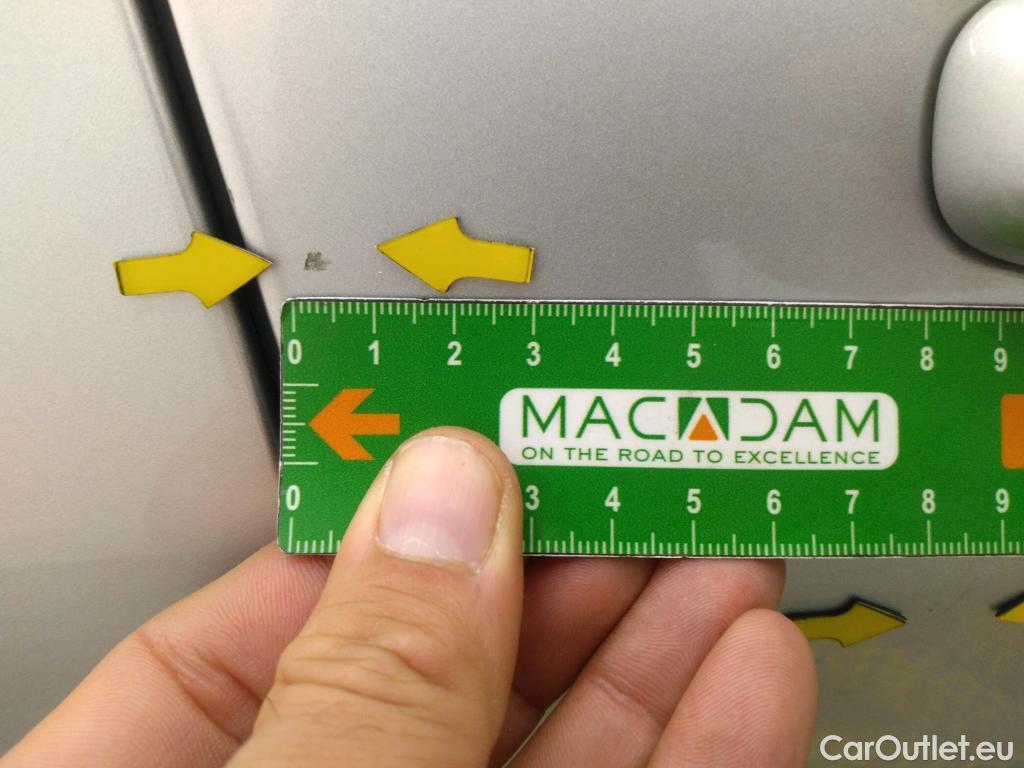 0 1 2 3 4 5 6 7 8 9
MACADAM
ON THE ROAD TO EXCELLENCE
0 3 4 5 6 7 8 9
CarOutlet.eu